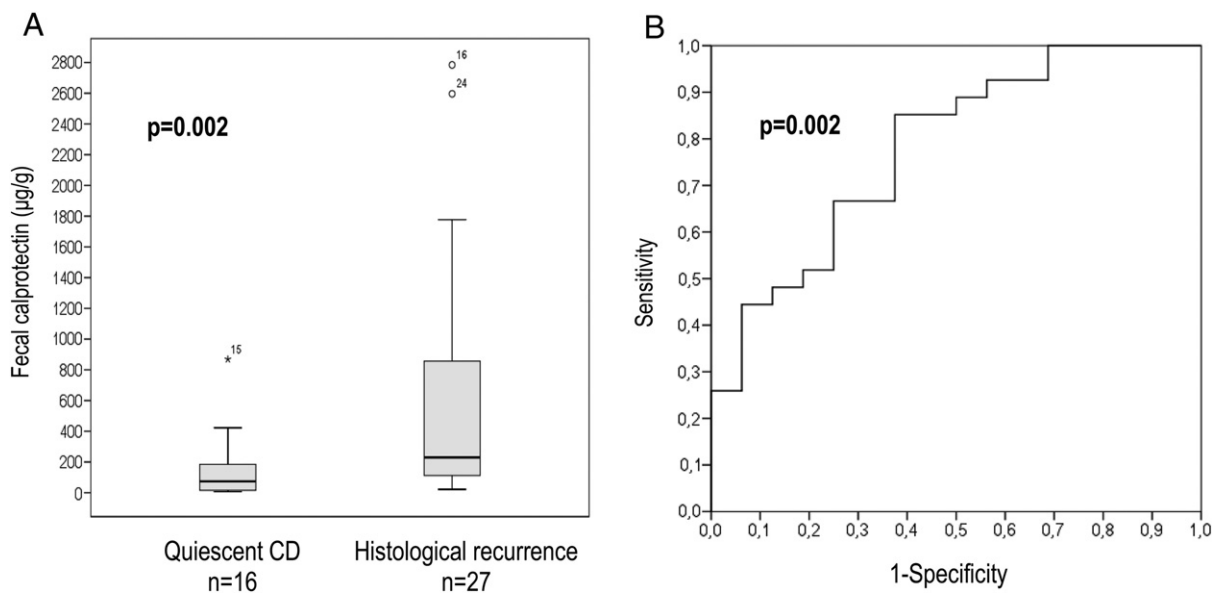 A
Fecal calprotectin (µg/g)
2800
2600
2400
2200
2000
1800
1600
1400
1200
1000
800
600
400
200
0
p=0.002
16
24
*15
Quiescent CD
n=16
Histological recurrence
n=27
B
Sensitivity
1,0
0,9
0,8
0,7
0,6
0,5
0,4
0,3
0,2
0,1
0,0
p=0.002
0,0 0,1 0,2 0,3 0,4 0,5 0,6 0,7 0,8 0,9 1,0
1-Specificity